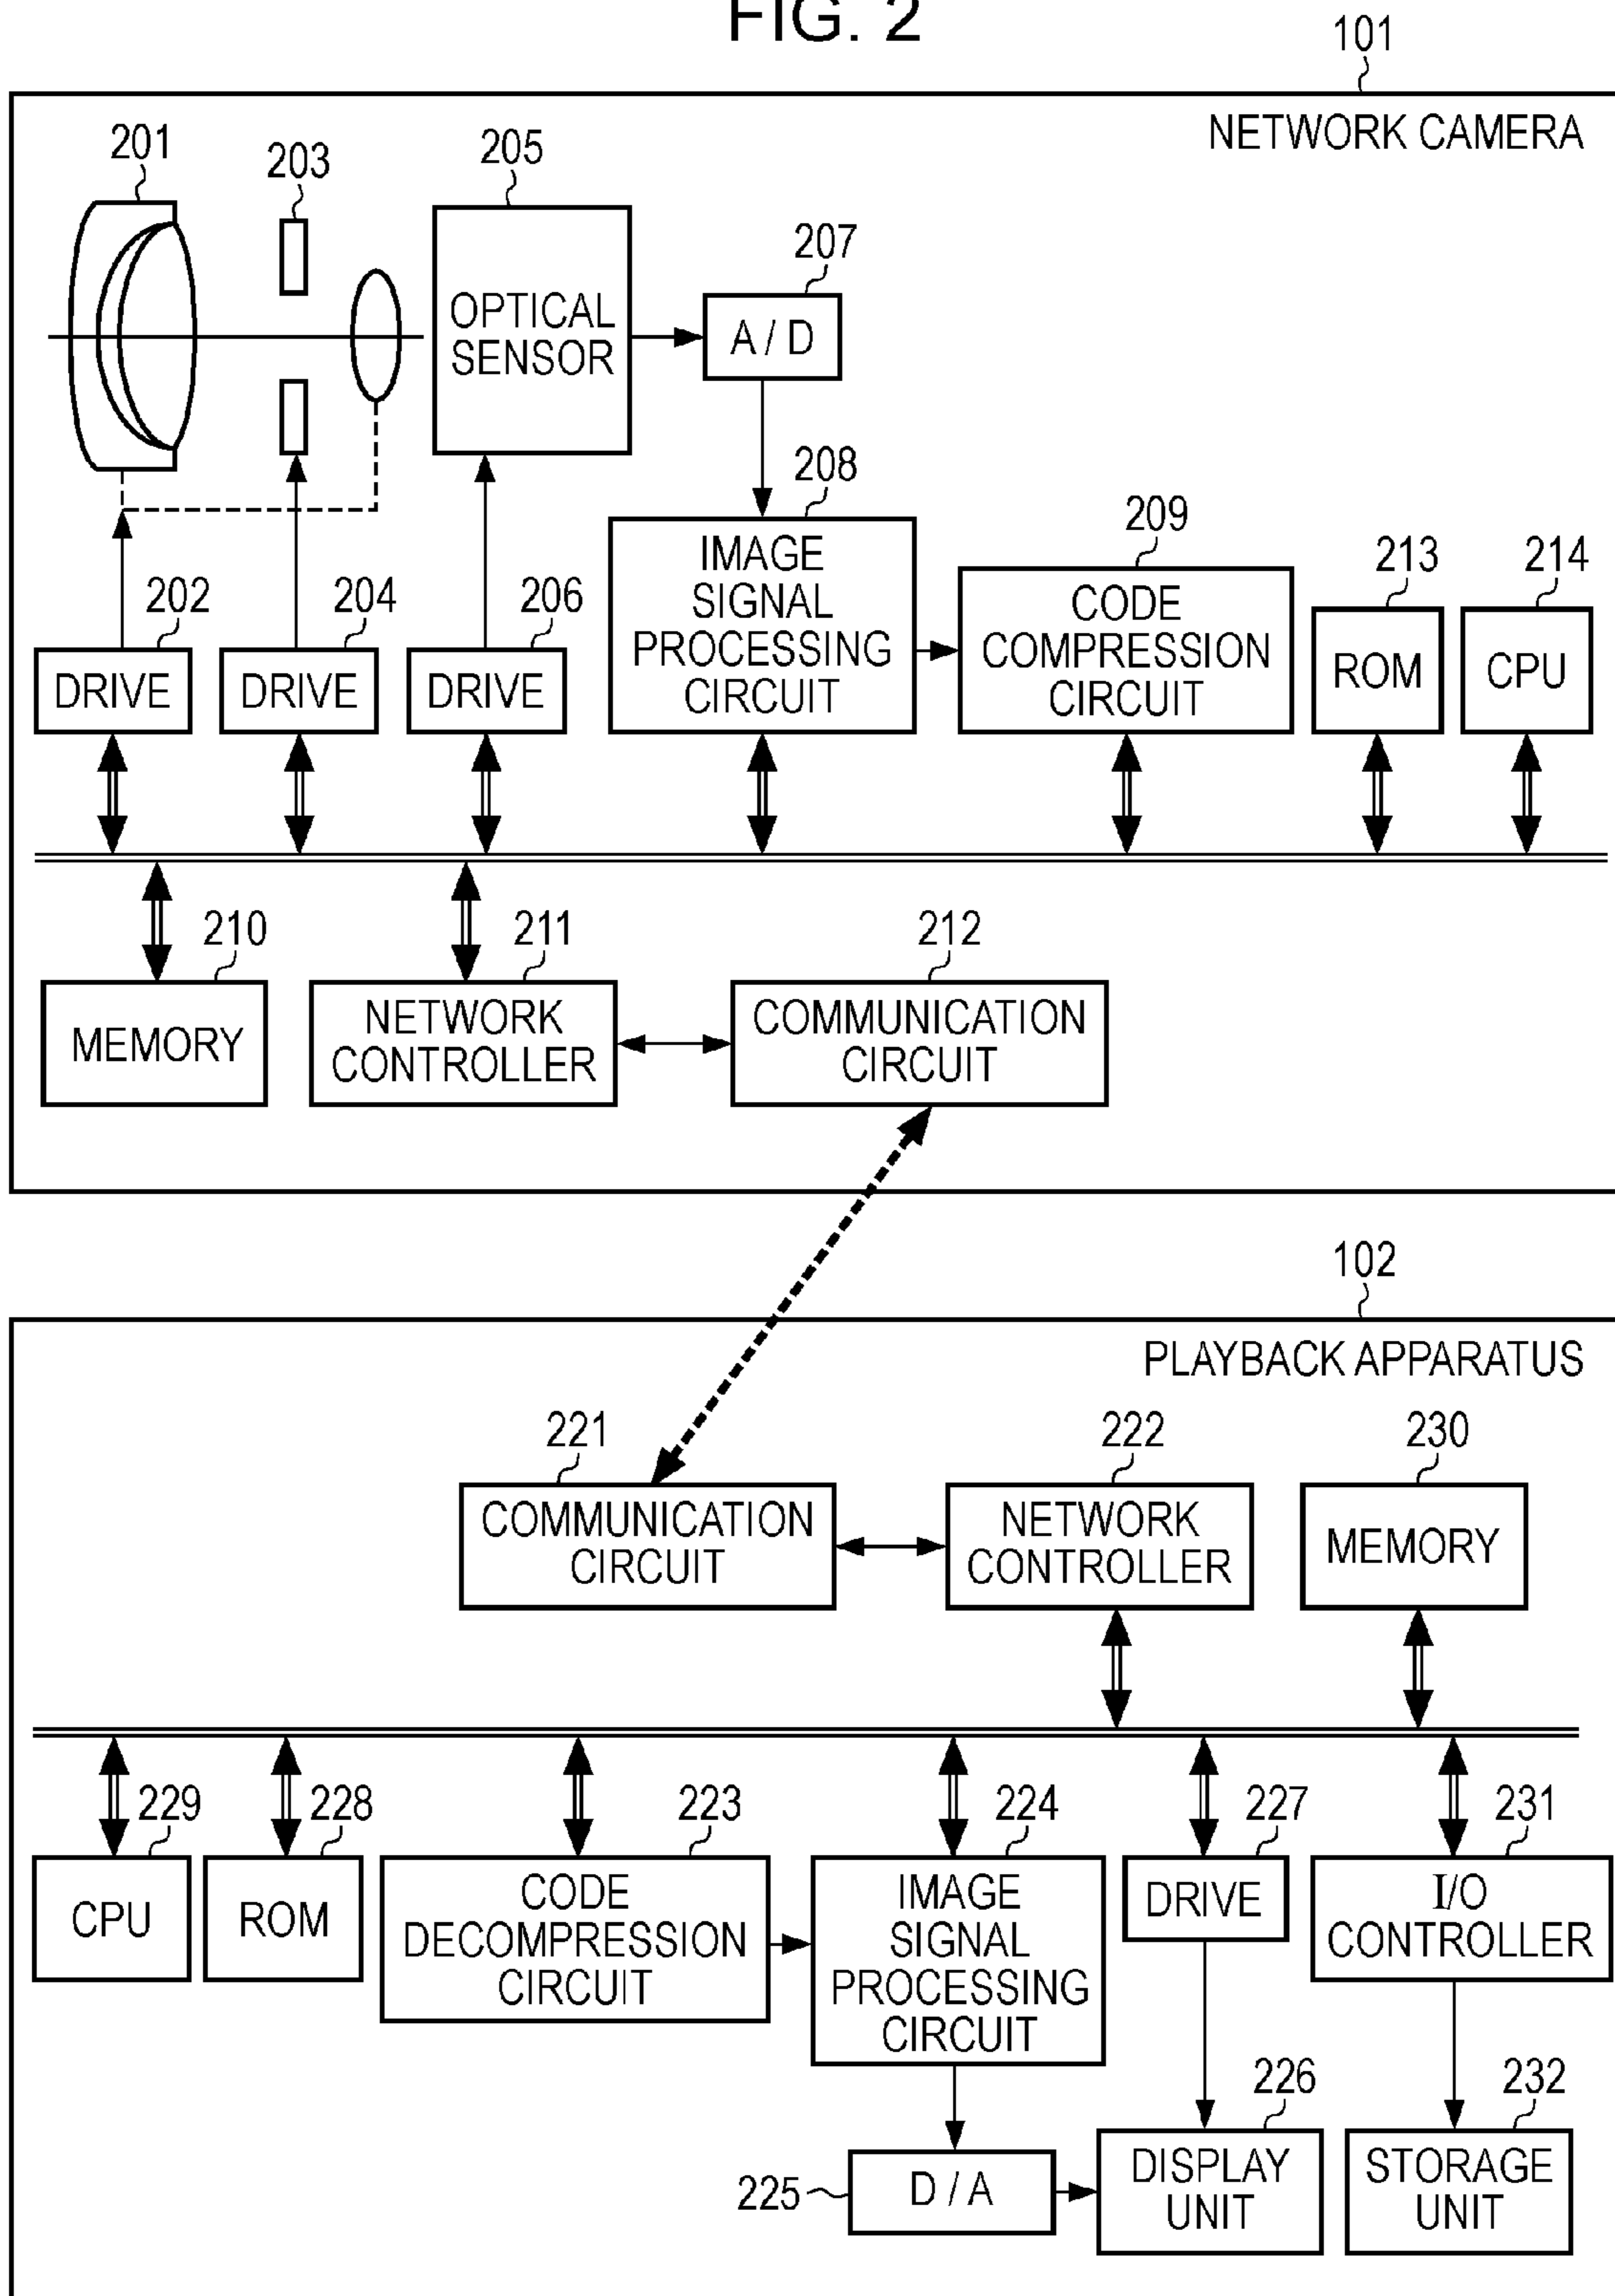 FIG. 2
101
NETWORK CAMERA
201
203
205
207
OPTICAL
SENSOR
A / D
208
209
213
214
202
204
206
IMAGE
SIGNAL
PROCESSING
CIRCUIT
CODE
COMPRESSION
CIRCUIT
DRIVE
DRIVE
DRIVE
ROM
CPU
210
211
212
MEMORY
NETWORK
CONTROLLER
COMMUNICATION
CIRCUIT
102
PLAYBACK APPARATUS
221
222
230
COMMUNICATION
CIRCUIT
NETWORK
CONTROLLER
MEMORY
229
228
223
224
227
231
CPU
ROM
CODE
DECOMPRESSION
CIRCUIT
IMAGE
SIGNAL
PROCESSING
CIRCUIT
DRIVE
I/O
CONTROLLER
226
232
225
D / A
DISPLAY
UNIT
STORAGE
UNIT